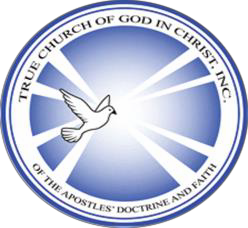 TRUE CHURCH OF GOD IN CHRIST, INC.
OF THE APOSTLES' DOCTRINE AND FAITH